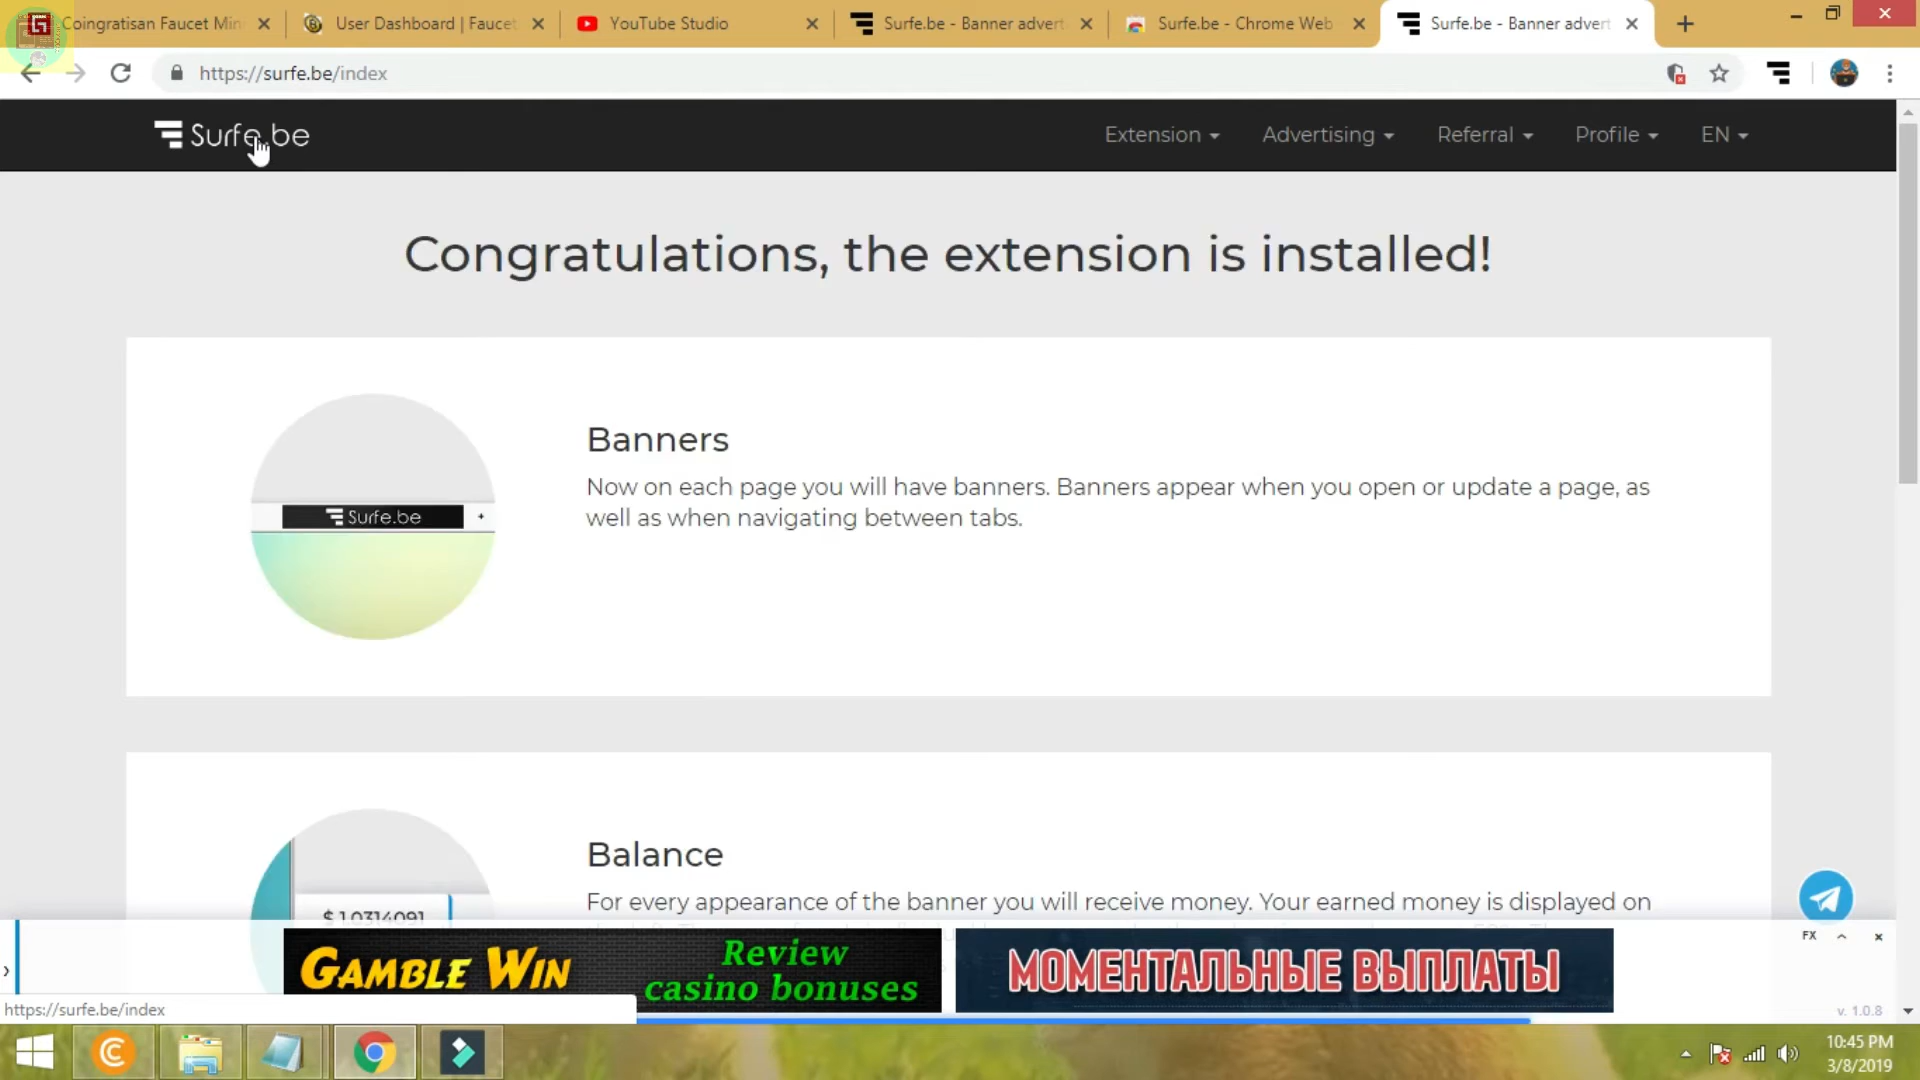 Coingratisan Faucet Min
User Dashboard | Faucet
YouTube Studio
Surfe.be - Banner advert
Surfe.be - Chrome Web
Surfe.be - Banner advert
https://surfe.be/index
Surfe.be
Extension
Advertising
Referral
Profile
EN
Congratulations, the extension is installed!
Surfe.be
Banners
Now on each page you will have banners. Banners appear when you open or update a page, as
well as when navigating between tabs.
$ 1.0314091
Balance
For every appearance of the banner you will receive money. Your earned money is displayed on
GAMBLE WIN
Review
casino bonuses
МОМЕНТАЛЬНЫЕ ВЫПЛАТЫ
FX
v. 1.0.8
https://surfe.be/index
10:45 PM
3/8/2019